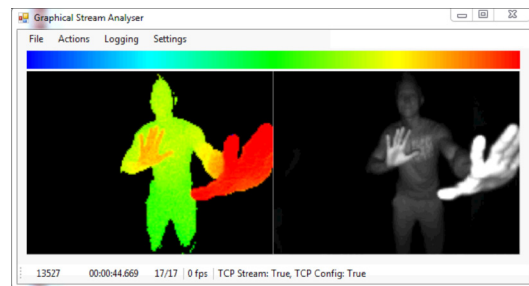 Graphical Stream Analyser
File Actions Logging Settings
13527 00:00:44.669 17/17 0 fps TCP Stream: True, TCP Config: True